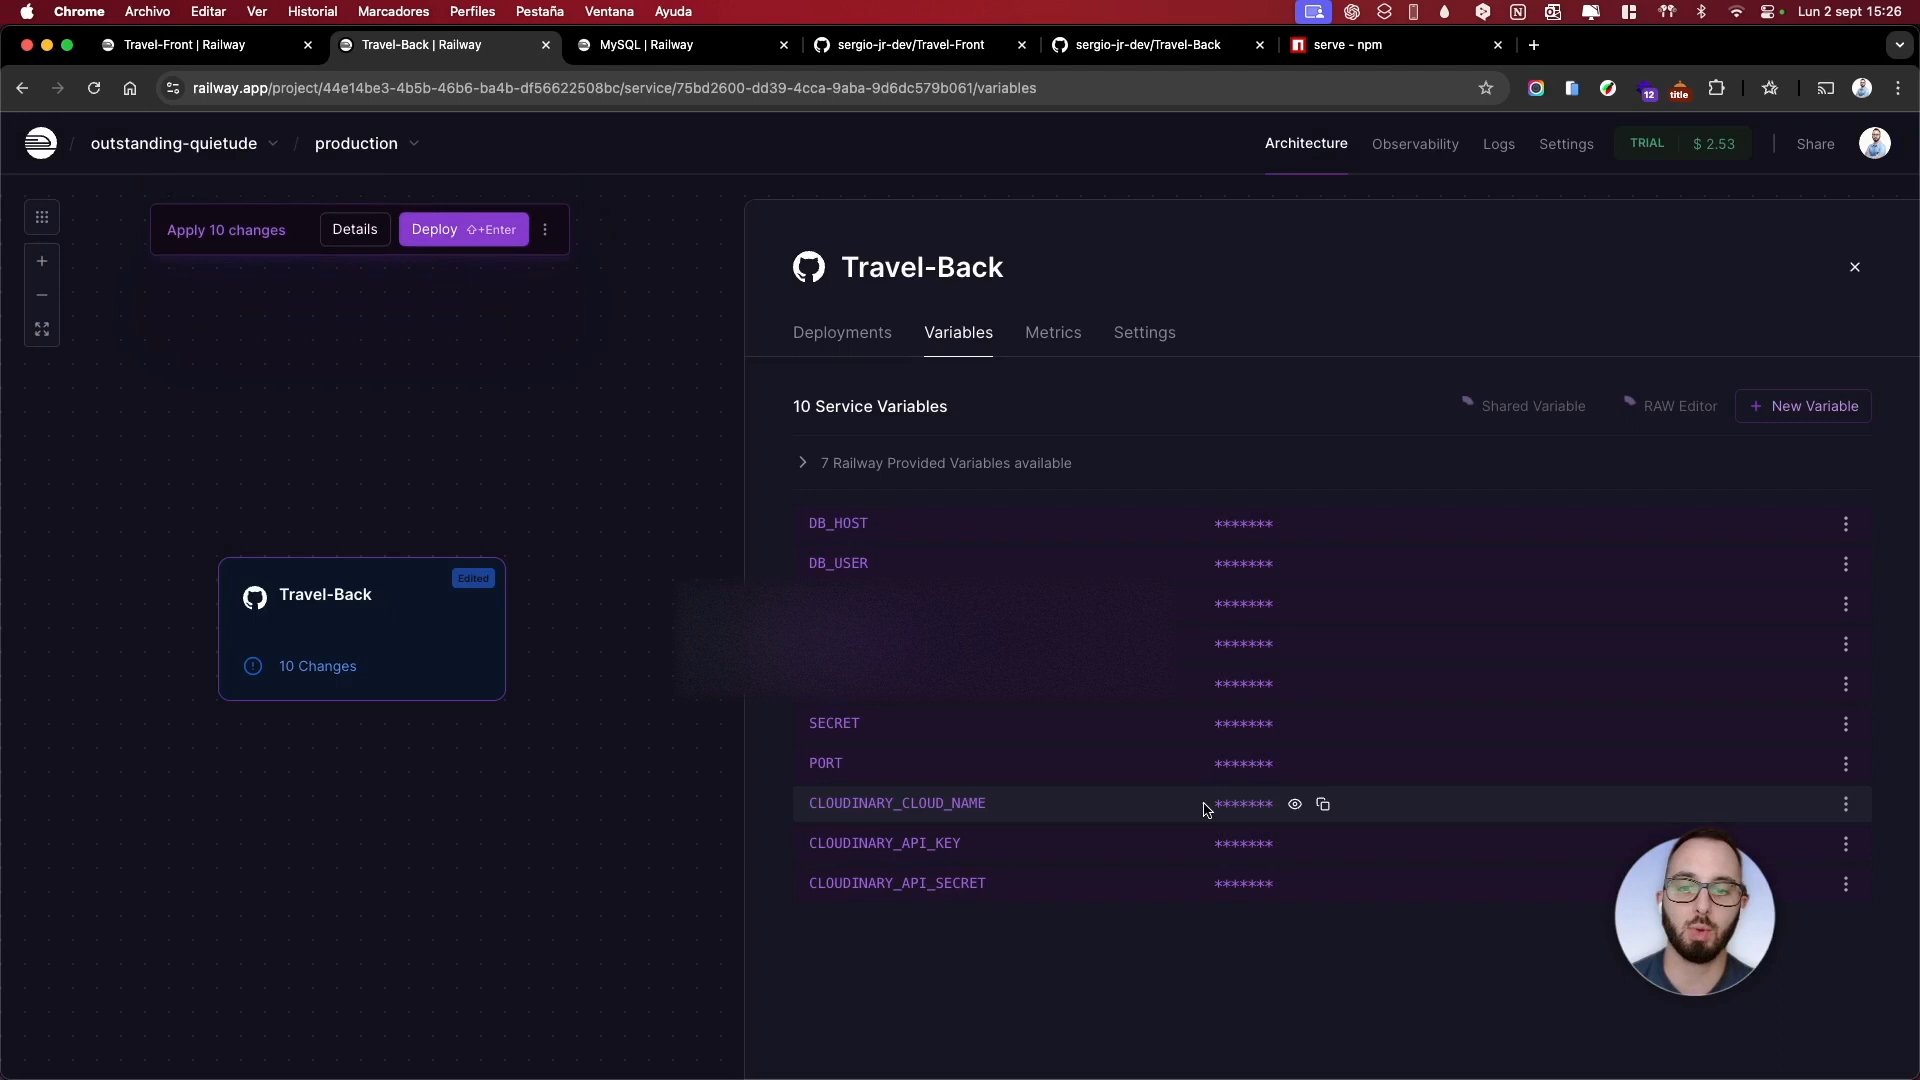 Chrome Archivo Editar Ver Historial Marcadores Perfiles Pestaña Ventana Ayuda Lun 2 sept 15:26
Travel-Front | Railway Travel-Back | Railway MySQL | Railway sergio-jr-dev/Travel-Front sergio-jr-dev/Travel-Back serve - npm
railway.app/project/44e14be3-4b5b-46b6-ba4b-df56622508bc/service/75bd2600-dd39-4cca-9aba-9d6dc579b061/variables 12 title
/ outstanding-quietude / production Architecture Observability Logs Settings TRIAL $ 2.53 Share
Apply 10 changes Details Deploy ⇧+Enter
Travel-Back
Deployments Variables Metrics Settings
10 Service Variables Shared Variable RAW Editor + New Variable
7 Railway Provided Variables available
DB_HOST *******
DB_USER *******
*******
*******
*******
SECRET *******
PORT *******
CLOUDINARY_CLOUD_NAME *******
CLOUDINARY_API_KEY *******
CLOUDINARY_API_SECRET *******
Edited
Travel-Back
10 Changes